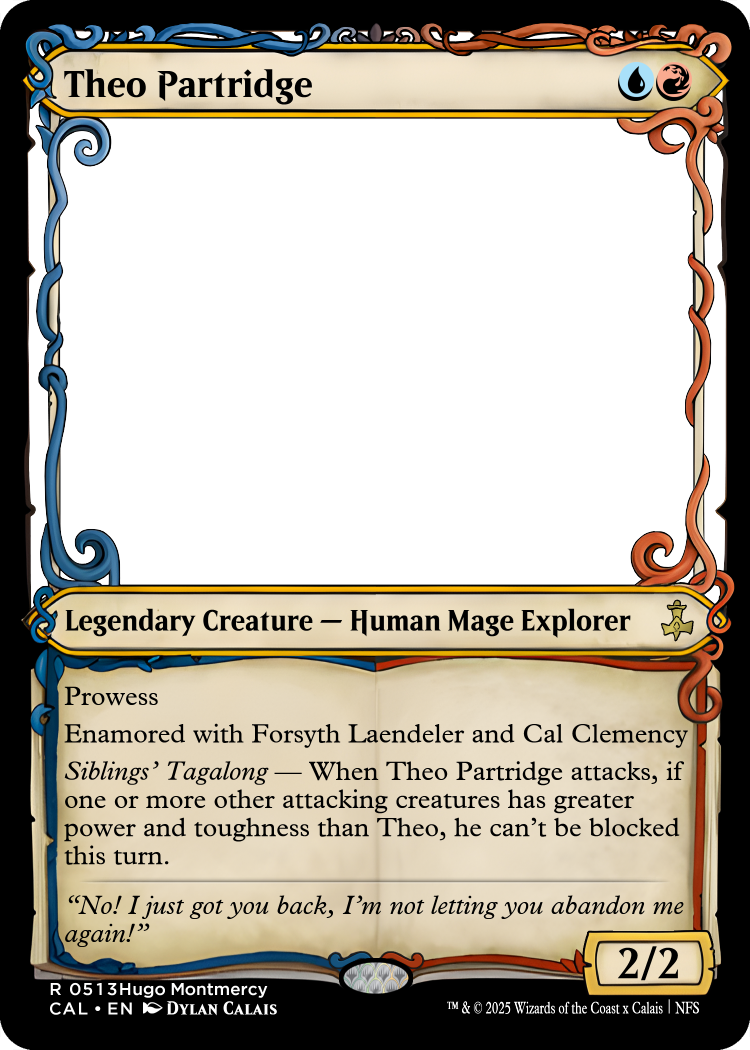 Theo Partridge
Legendary Creature — Human Mage Explorer
Prowess
Enamored with Forsyth Laendeler and Cal Clemency
Siblings’ Tagalong — When Theo Partridge attacks, if
one or more other attacking creatures has greater
power and toughness than Theo, he can’t be blocked
this turn.
“No! I just got you back, I’m not letting you abandon me
again!”
2/2
R 0513Hugo Montmercy
CAL • EN DYLAN CALAIS
™ & © 2025 Wizards of the Coast x Calais | NFS